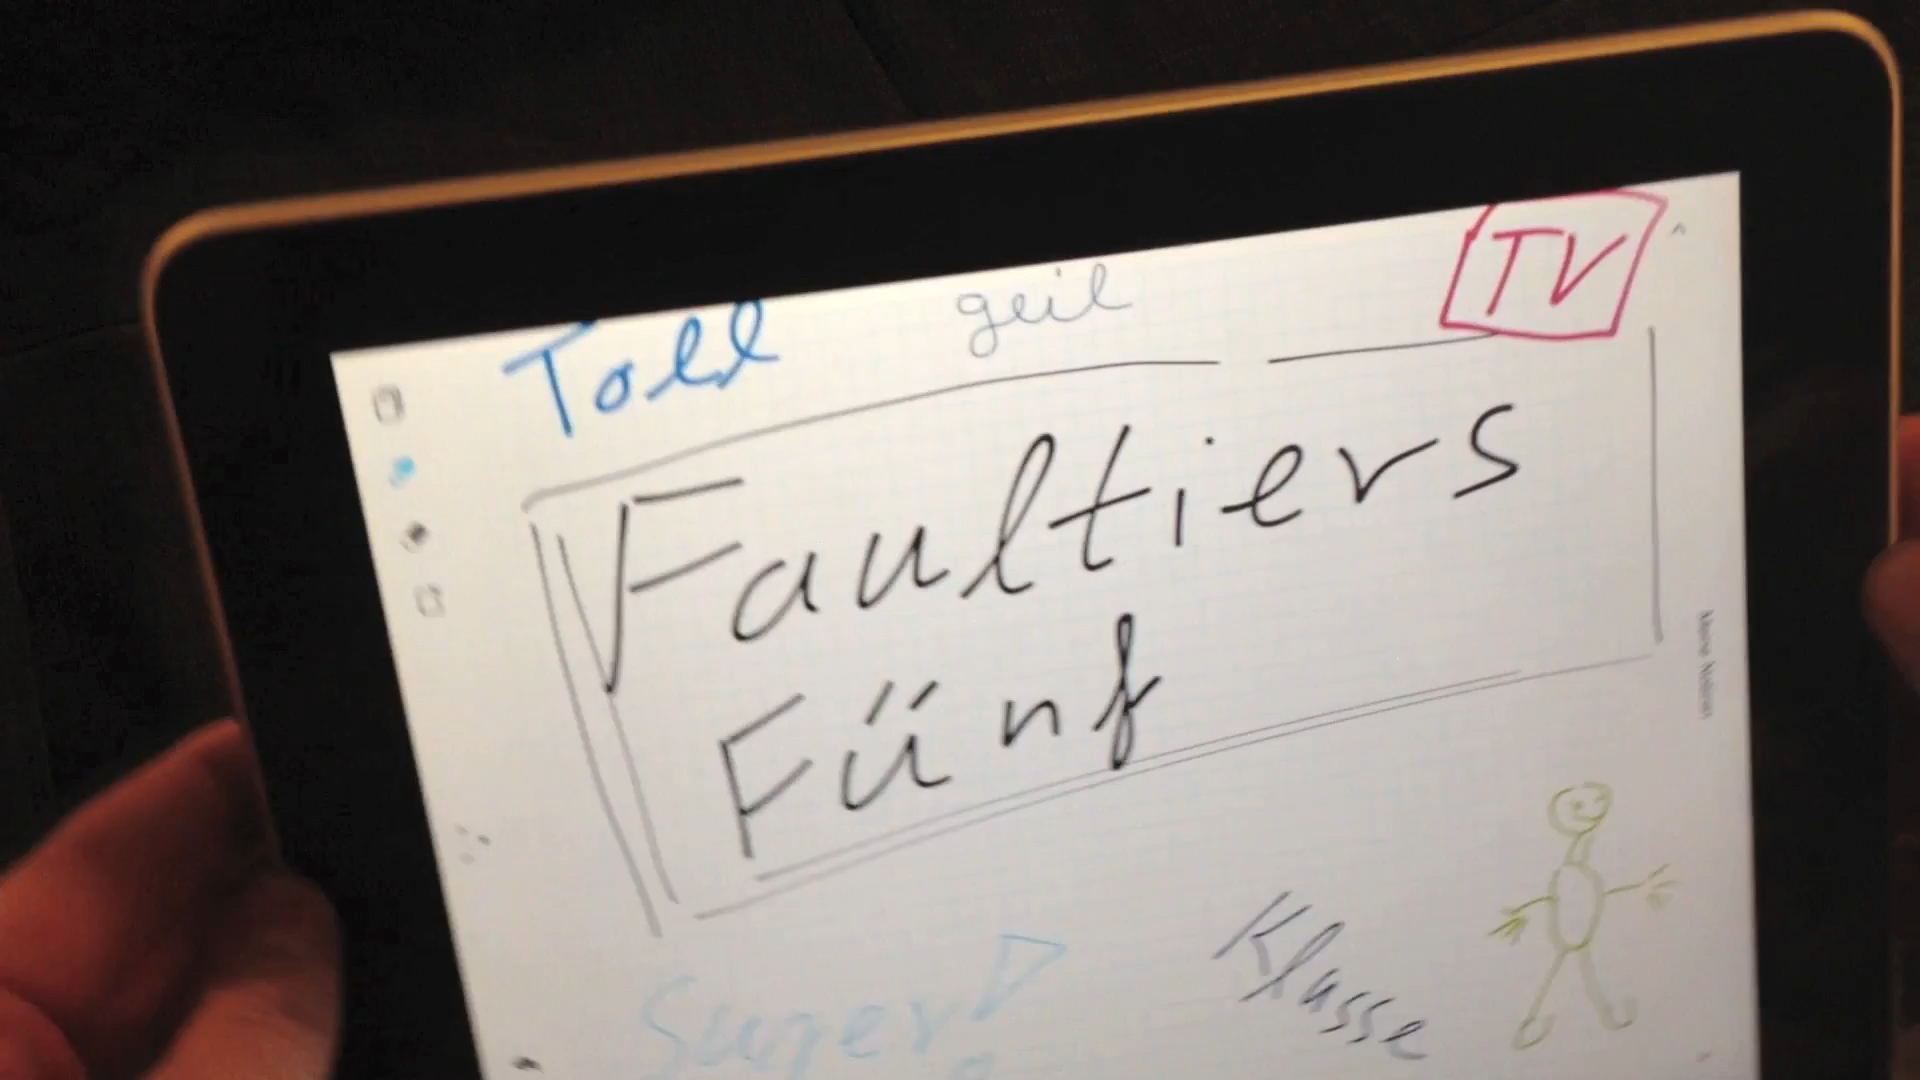 Toll
geil
TV
Faultiers
Fünf
Super
Klasse